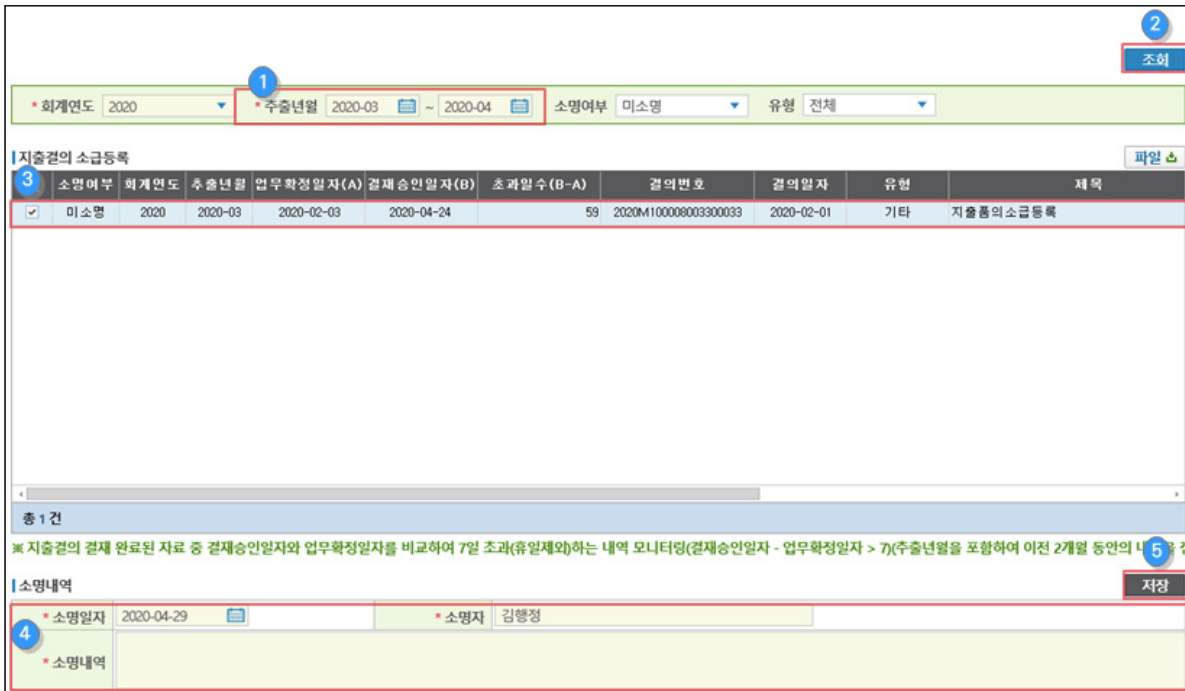 2
조회
1
* 회계연도 2020 * 추출년월 2020-03 ~ 2020-04 소명여부 미소명 유형 전체
지출결의 소급등록 파일
3 소명여부 회계연도 추출년월 업무확정일자(A) 결재승인일자(B) 초과일수(B-A) 결의번호 결의일자 유형 제목
미소명 2020 2020-03 2020-02-03 2020-04-24 59 2020M100008003300033 2020-02-01 기타 지출품의소급등록
총 1 건
※ 지출결의 결재 완료된 자료 중 결재승인일자와 업무확정일자를 비교하여 7일 초과(휴일제외)하는 내역 모니터링(결재승인일자 - 업무확정일자 > 7)(추출년월을 포함하여 이전 2개월 동안의
5
소명내역 저장
* 소명일자 2020-04-29 * 소명자 김행정
4
* 소명내역